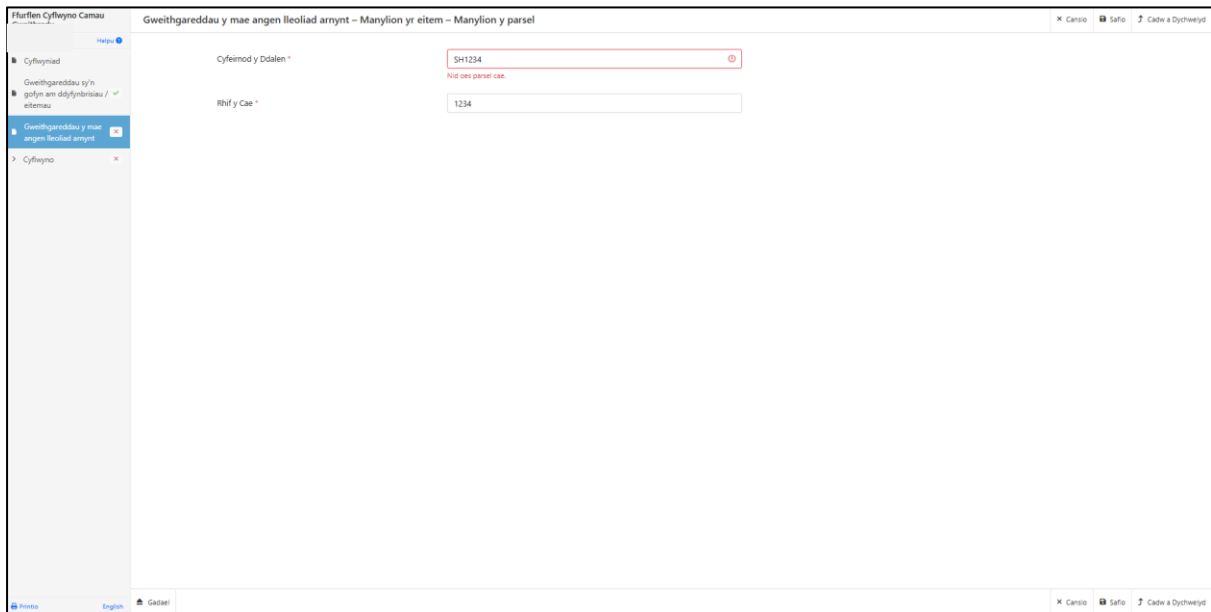 Ffurflen Cyflwyno Camau
Gweithgareddau y mae angen lleoliad arnynt – Manylion yr eitem – Manylion y parsel
Cansio
Safio
Cadw a Dychwelyd
Helpu
Cyflwyniad
Gweithgareddau sy'n
gofyn am ddyfynbrisiau /
eitemau
Gweithgareddau y mae
angen lleoliad arnynt
Cyflwyno
Cyfeirnod y Ddalen *
SH1234
Nid oes parsel cae.
Rhif y Cae *
1234
Printio
English
Gadael
Cansio
Safio
Cadw a Dychwelyd